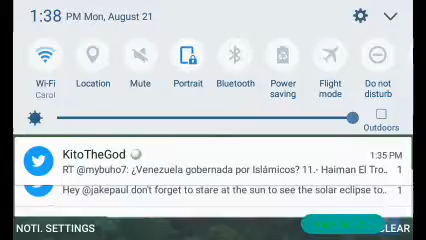 1:38 PM Mon, August 21
Wi-Fi Location Mute Portrait Bluetooth Power saving Flight mode Do not disturb
Carol
Outdoors
KitoTheGod 1:35 PM
RT @mybuho7: ¿Venezuela gobernada por Islámicos? 11.- Haiman El Tro.. 1
Hey @jakepaul don't forget to stare at the sun to see the solar eclipse to.. 1
NOTI. SETTINGS CLEAR